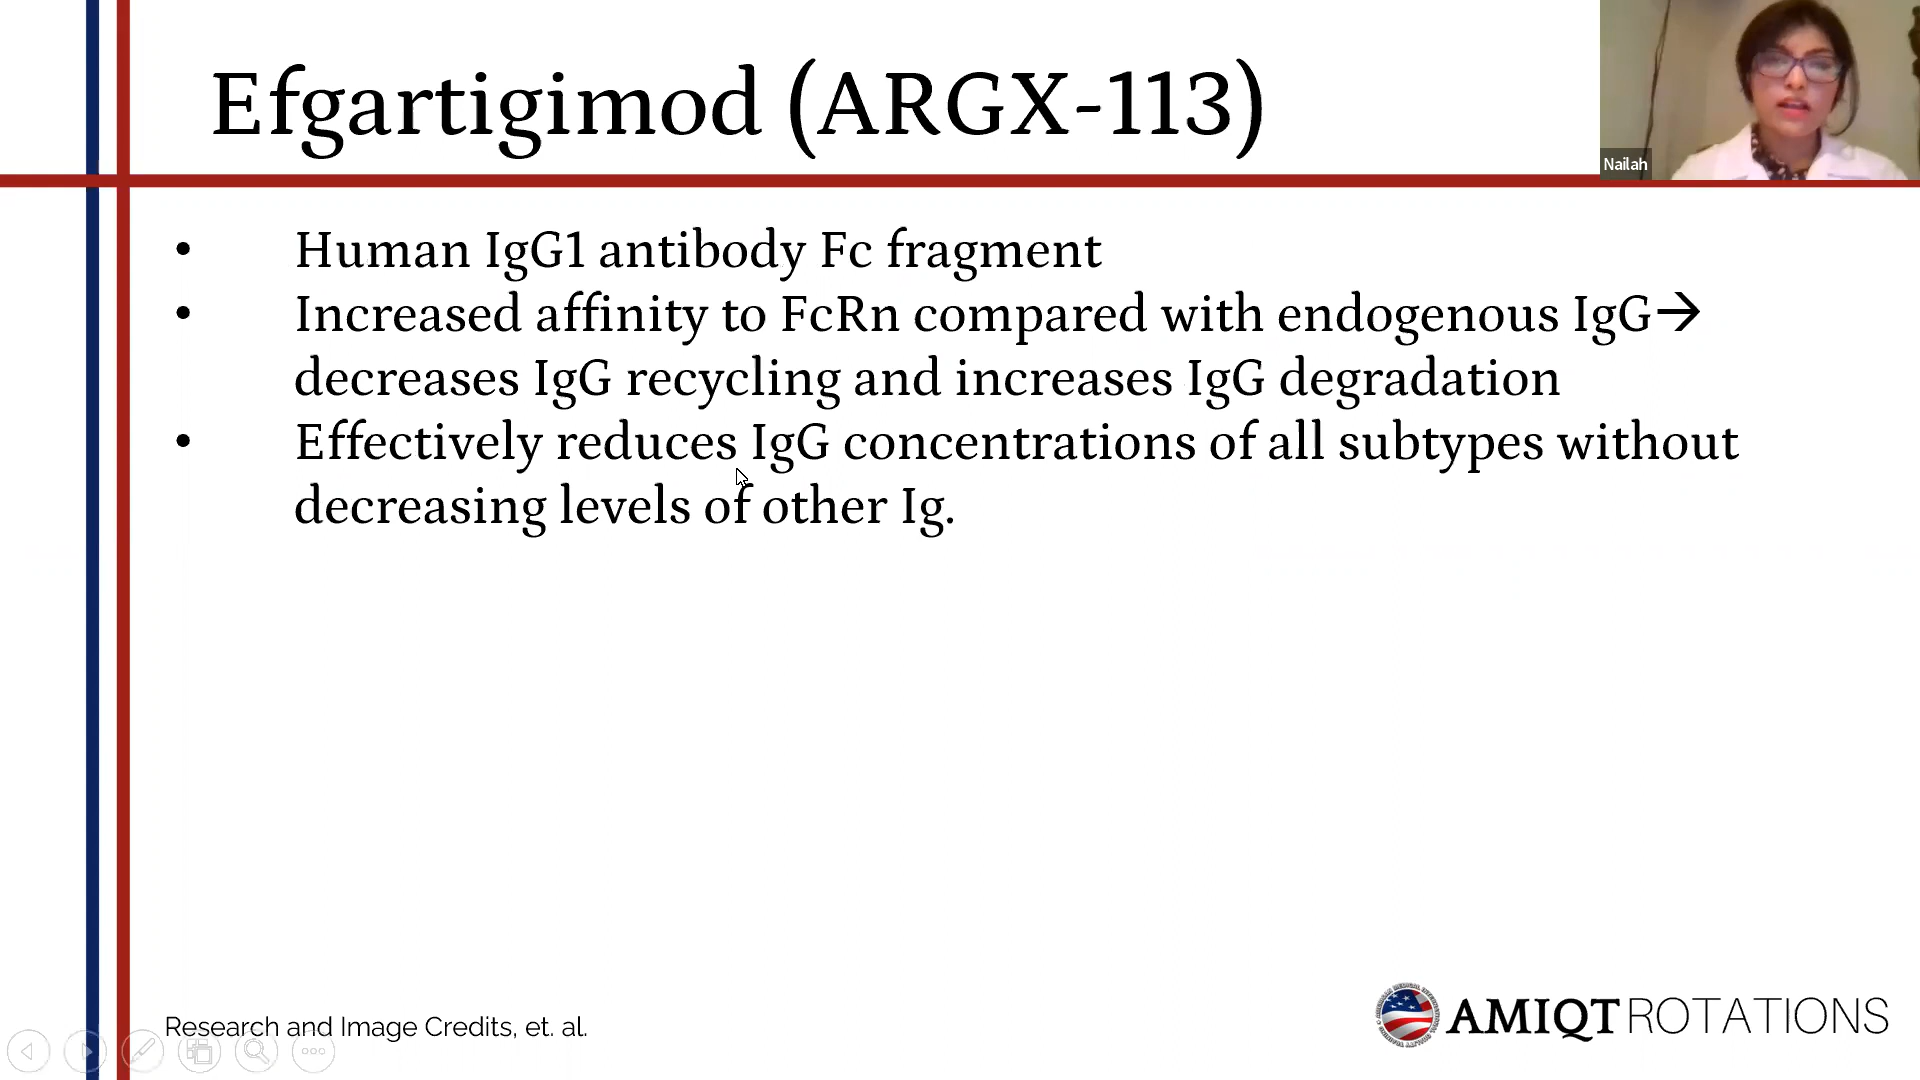 Efgartigimod (ARGX-113)
Nailah
• Human IgG1 antibody Fc fragment
• Increased affinity to FcRn compared with endogenous IgG→
decreases IgG recycling and increases IgG degradation
• Effectively reduces IgG concentrations of all subtypes without
decreasing levels of other Ig.
Research and Image Credits, et. al.
AMIQT ROTATIONS